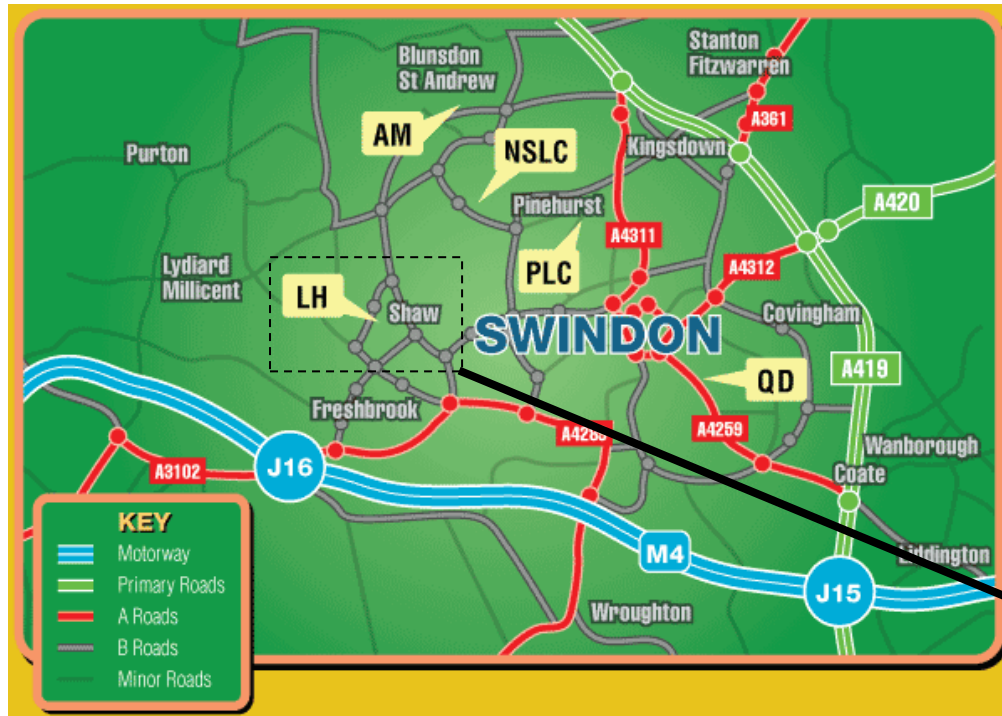 Blunsdon
St Andrew
Stanton
Fitzwarren
A361
AM
NSLC
Kingsdown
Purton
Pinehurst
A420
A4311
Lydiard
Millicent
PLC
A4312
LH
Shaw
Covingham
SWINDON
A419
QD
Freshbrook
A4259
Wanborough
A3102
J16
Coate
M4
Liddington
J15
Wroughton
KEY
Motorway
Primary Roads
A Roads
B Roads
Minor Roads